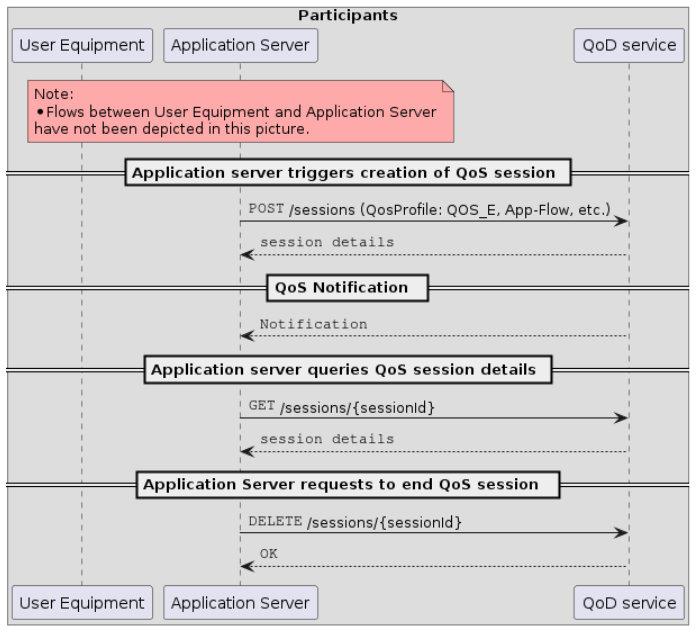 Participants
User Equipment
Application Server
QoD service
Note:
•Flows between User Equipment and Application Server
have not been depicted in this picture.
Application server triggers creation of QoS session
POST /sessions (QosProfile: QOS_E, App-Flow, etc.)
session details
QoS Notification
Notification
Application server queries QoS session details
GET /sessions/{sessionId}
session details
Application Server requests to end QoS session
DELETE /sessions/{sessionId}
OK
User Equipment
Application Server
QoD service